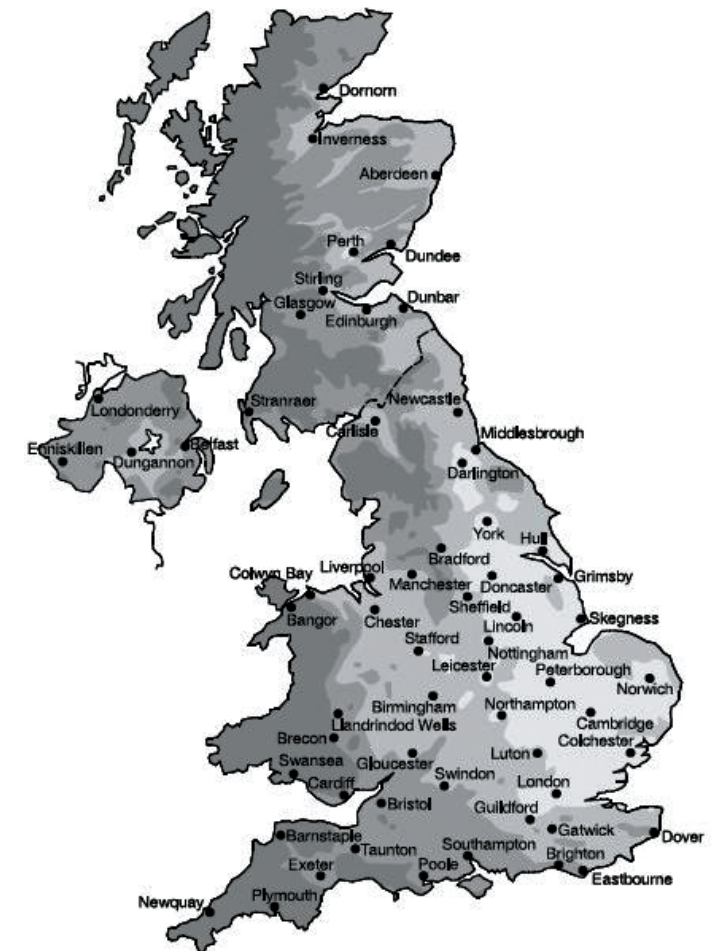 Dornorn
Inverness
Aberdeen
Perth
Dundee
Stirling
Dunbar
Glasgow
Edinburgh
Londonderry
Stranraer
Newcastle
Carlisle
Middlesbrough
Enniskillen
Belfast
Dungannon
Darlington
York
Hull
Bradford
Colwyn Bay
Liverpool
Manchester
Doncaster
Grimsby
Bangor
Chester
Sheffield
Lincoln
Skegness
Stafford
Nottingham
Leicester
Peterborough
Norwich
Birmingham
Northampton
Llandrindod Wells
Cambridge
Brecon
Colchester
Swansea
Gloucester
Luton
Cardiff
Swindon
London
Bristol
Guildford
Barnstaple
Gatwick
Dover
Taunton
Southampton
Brighton
Exeter
Poole
Eastbourne
Newquay
Plymouth